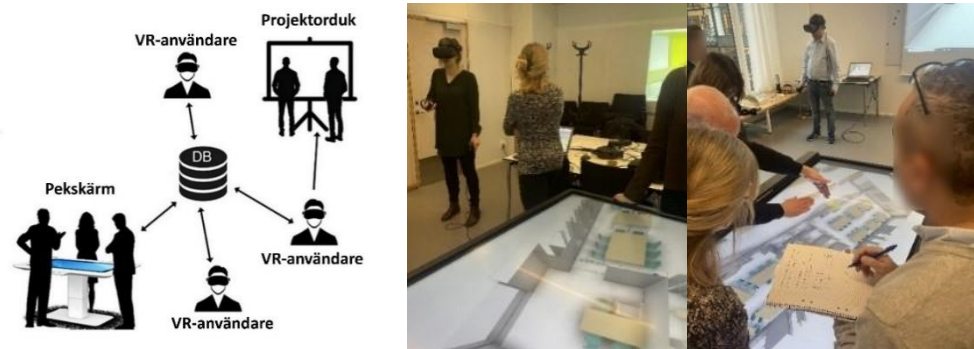 Projektorduk
VR-användare
DB
Pekskärm
VR-användare
VR-användare